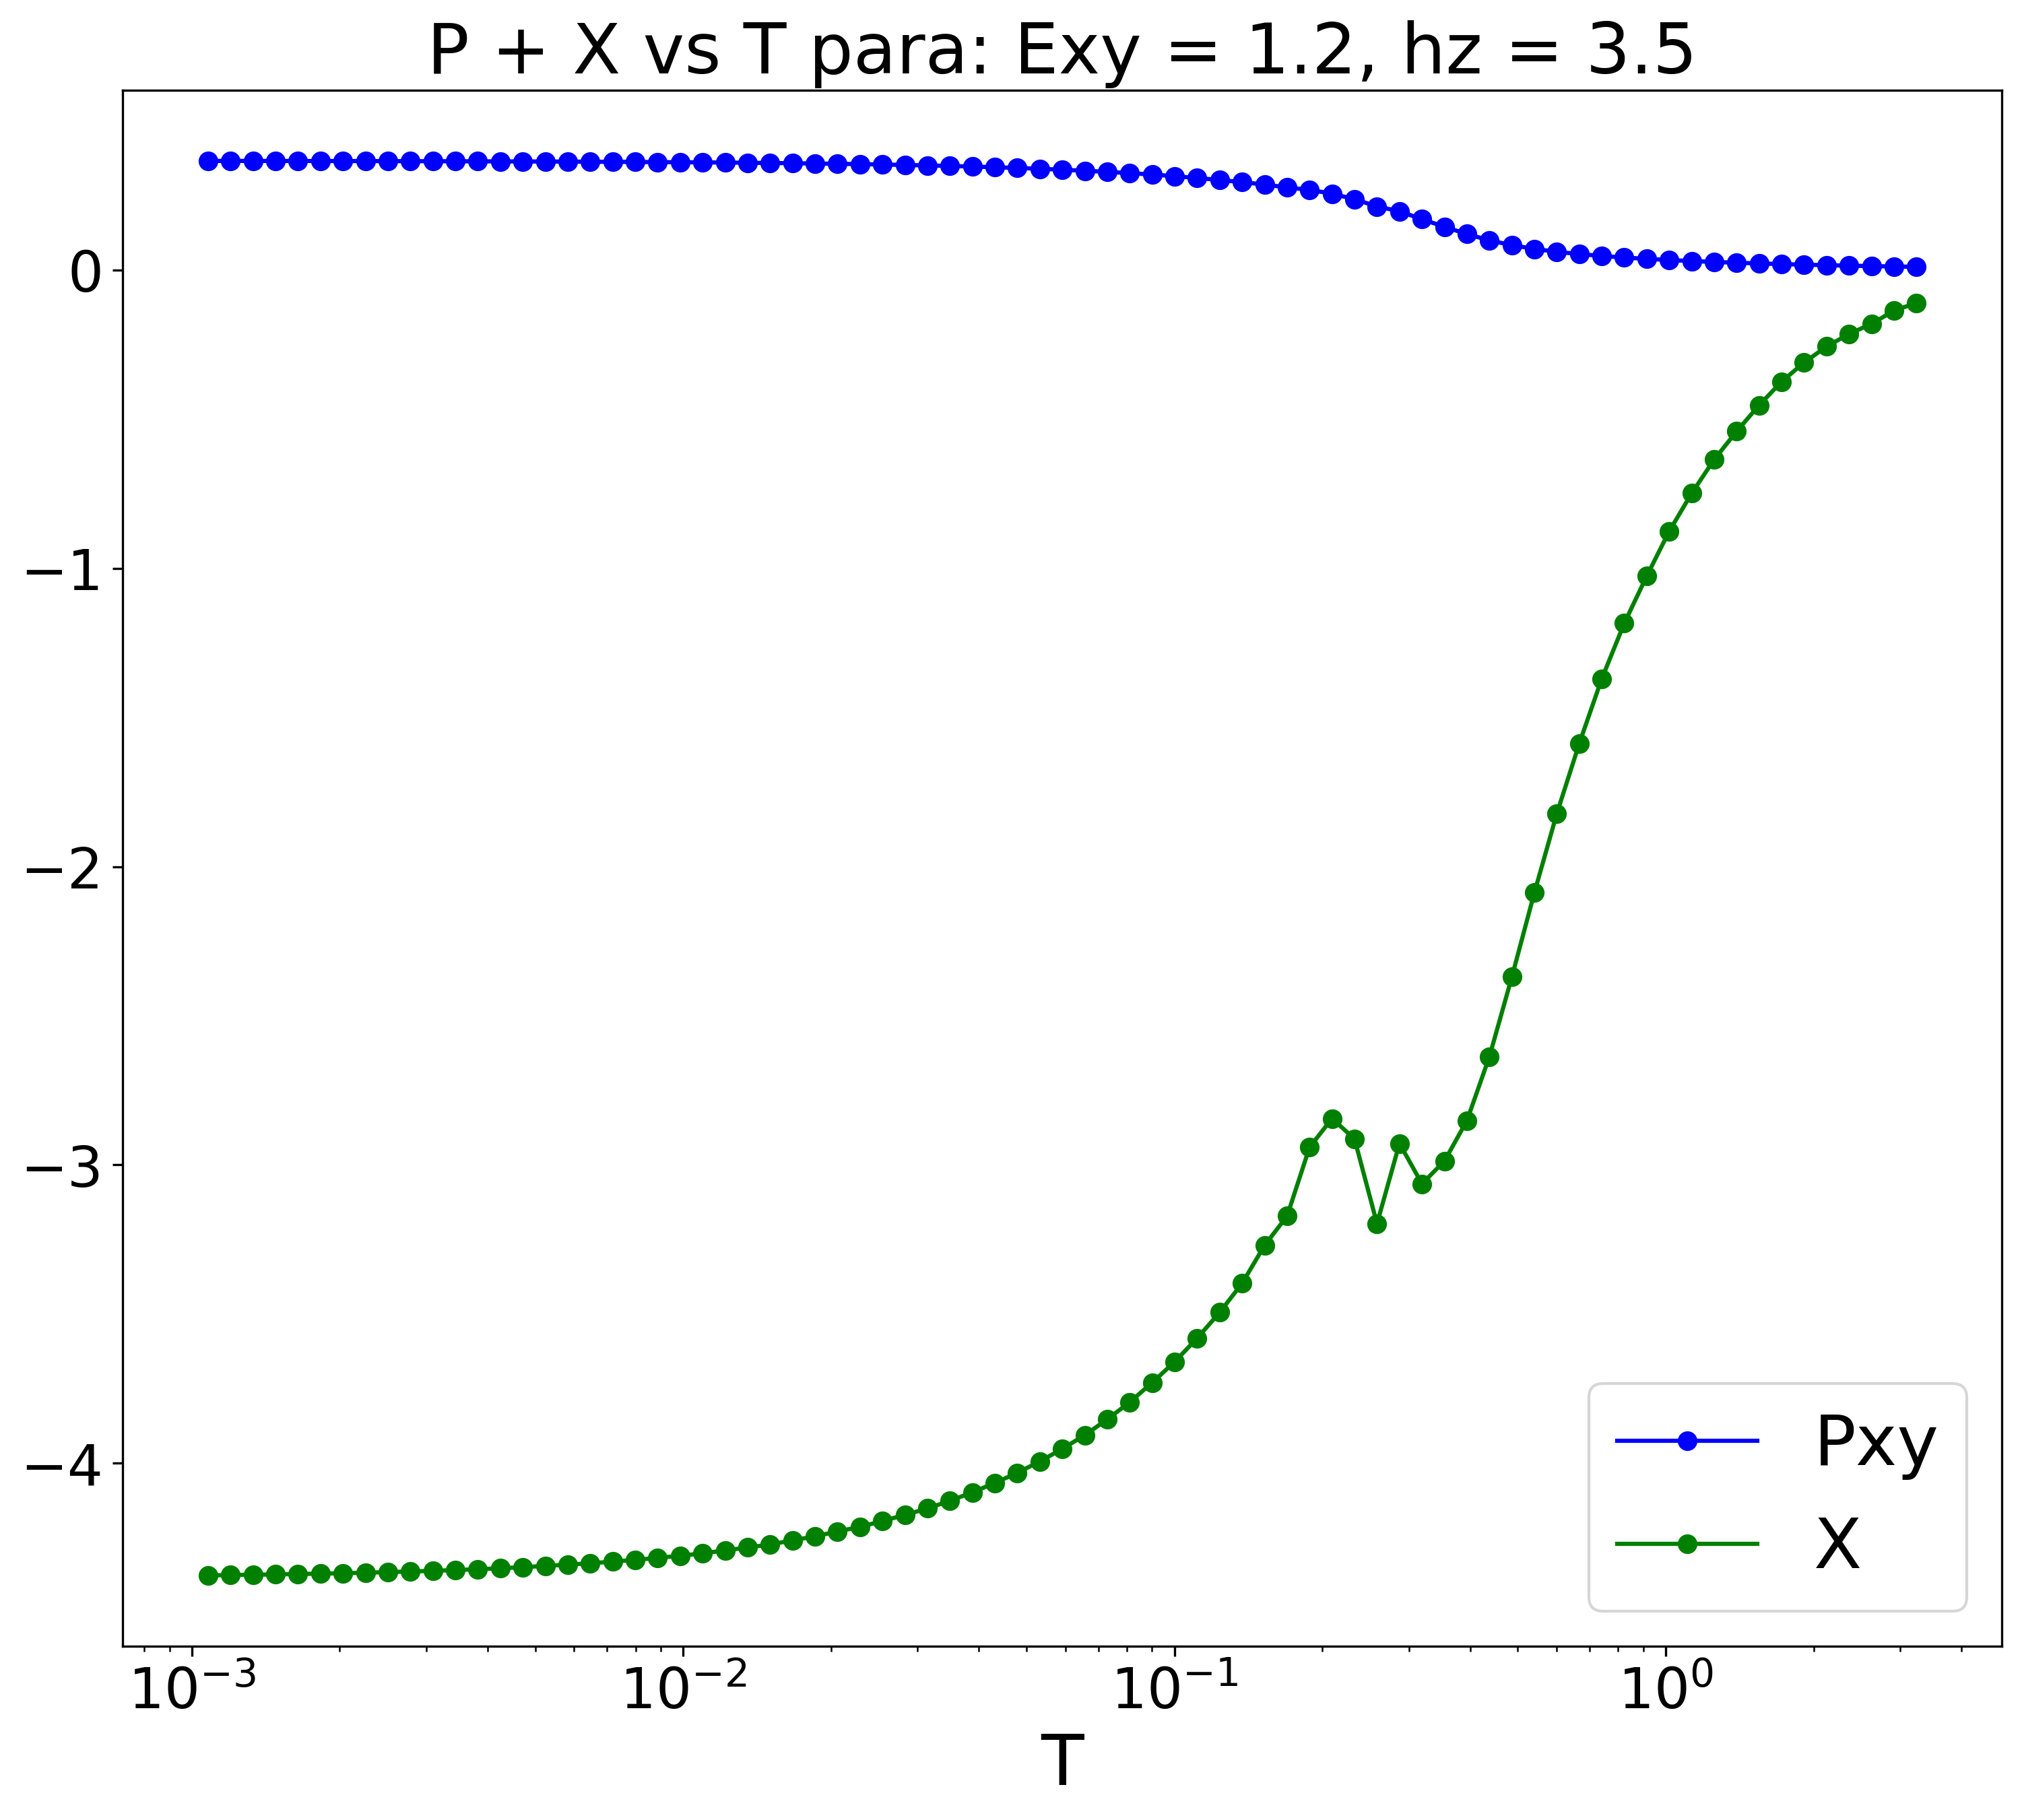 P + X vs T para: Exy = 1.2, hz = 3.5
0
−1
−2
−3
−4
Pxy
X
10⁻³ 10⁻² 10⁻¹ 10⁰
T